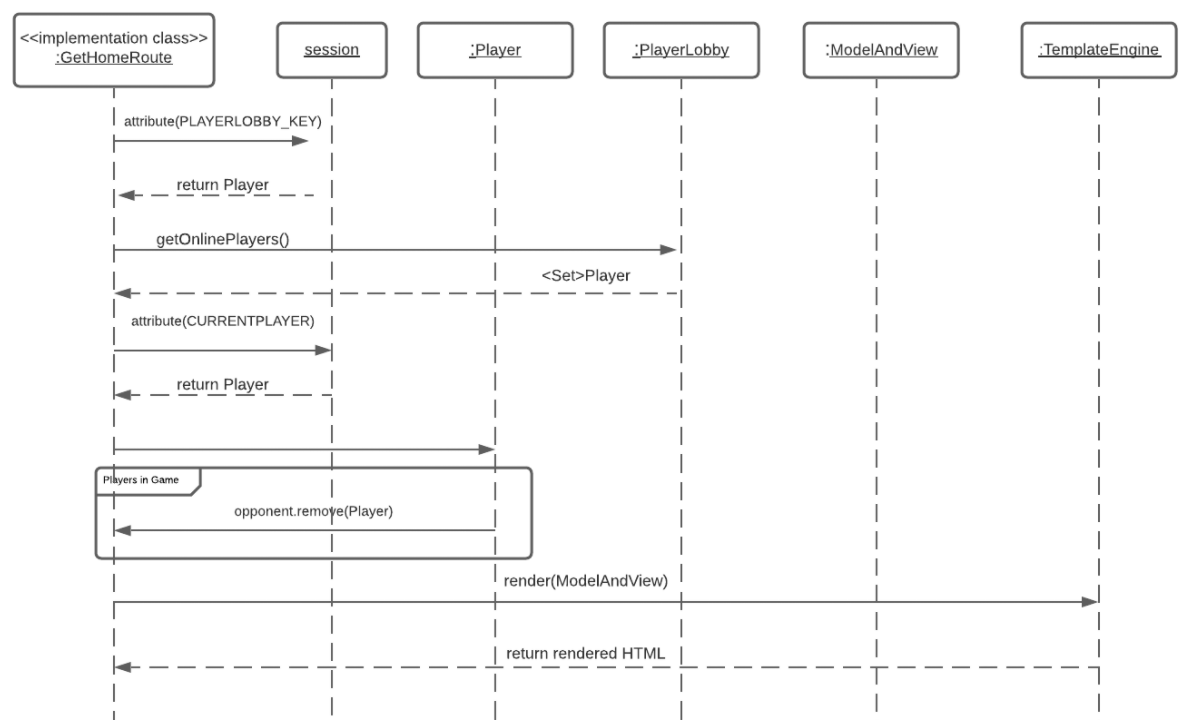 <<implementation class>>
:GetHomeRoute
session
:Player
:PlayerLobby
:ModelAndView
:TemplateEngine
attribute(PLAYERLOBBY_KEY)
return Player
getOnlinePlayers()
<Set>Player
attribute(CURRENTPLAYER)
return Player
Players in Game
opponent.remove(Player)
render(ModelAndView)
return rendered HTML